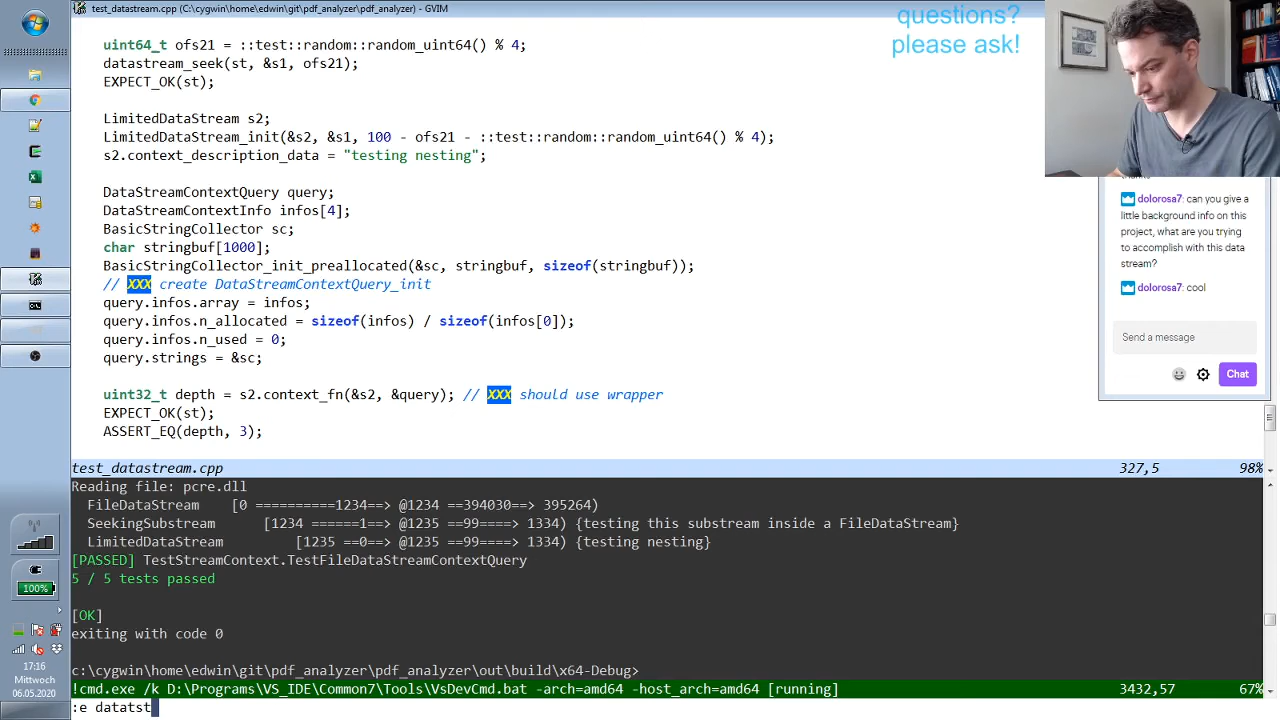 test_datastream.cpp (C:\cygwin\home\edwin\git\pdf_analyzer\pdf_analyzer) - GVIM
questions?
please ask!
uint64_t ofs21 = ::test::random::random_uint64() % 4;
datastream_seek(st, &s1, ofs21);
EXPECT_OK(st);
LimitedDataStream s2;
LimitedDataStream_init(&s2, &s1, 100 - ofs21 - ::test::random::random_uint64() % 4);
s2.context_description_data = "testing nesting";
DataStreamContextQuery query;
DataStreamContextInfo infos[4];
BasicStringCollector sc;
char stringbuf[1000];
BasicStringCollector_init_preallocated(&sc, stringbuf, sizeof(stringbuf));
// XXX create DataStreamContextQuery_init
query.infos.array = infos;
query.infos.n_allocated = sizeof(infos) / sizeof(infos[0]);
query.infos.n_used = 0;
query.strings = &sc;
uint32_t depth = s2.context_fn(&s2, &query); // XXX should use wrapper
EXPECT_OK(st);
ASSERT_EQ(depth, 3);
test_datastream.cpp 327,5 98%
Reading file: pcre.dll
FileDataStream [0 ==========1234==> @1234 ==394030==> 395264)
SeekingSubstream [1234 ======1==> @1235 ==99====> 1334) {testing this substream inside a FileDataStream}
LimitedDataStream [1235 ==0==> @1235 ==99====> 1334) {testing nesting}
[PASSED] TestStreamContext.TestFileDataStreamContextQuery
5 / 5 tests passed
[OK]
exiting with code 0
c:\cygwin\home\edwin\git\pdf_analyzer\pdf_analyzer\out\build\x64-Debug>
!cmd.exe /k D:\Programs\VS_IDE\Common7\Tools\VsDevCmd.bat -arch=amd64 -host_arch=amd64 [running] 3432,57 67%
:e datatst
dolorosa7: can you give a
little background info on this
project, what are you trying
to accomplish with this data
stream?
dolorosa7: cool
Send a message
Chat
100%
17:16
Mittwoch
06.05.2020